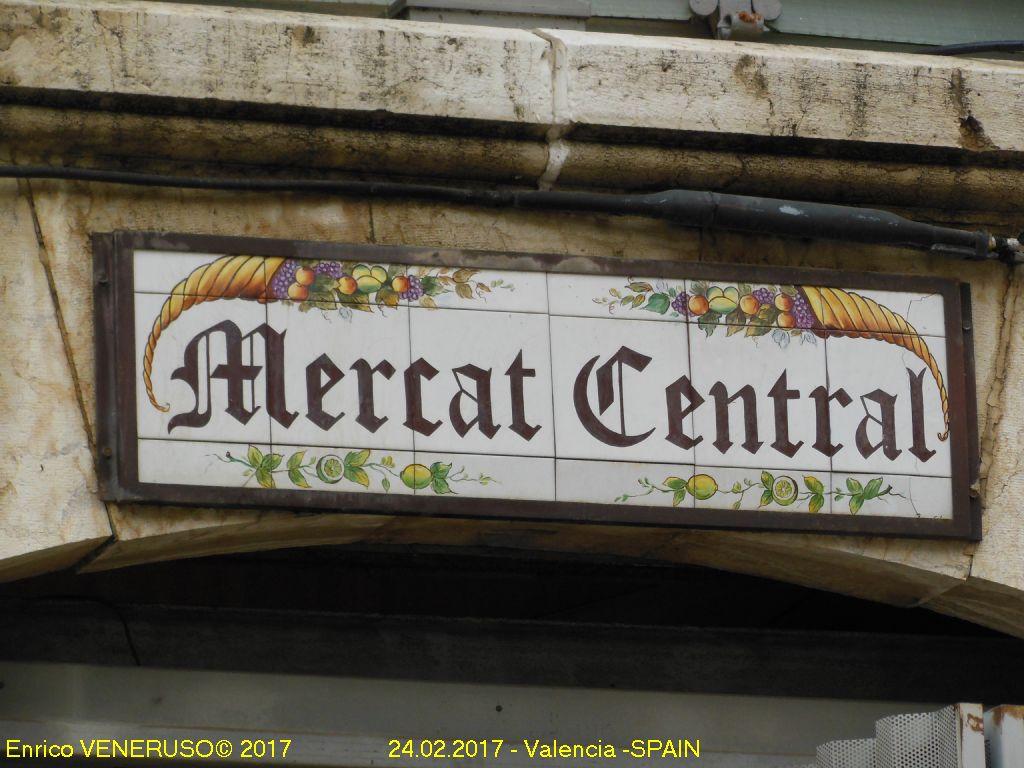 Mercat Central
Enrico VENERUSO© 2017 24.02.2017 - Valencia -SPAIN